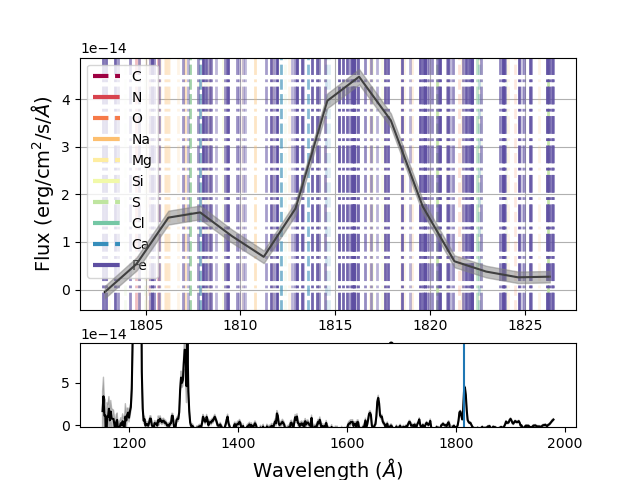 1e−14
4
3
2
1
0
Flux (erg/cm²/s/Å)
C
N
O
Na
Mg
Si
S
Cl
Ca
Fe
1805 1810 1815 1820 1825
1e−14
5
0
1200 1400 1600 1800 2000
Wavelength (Å)